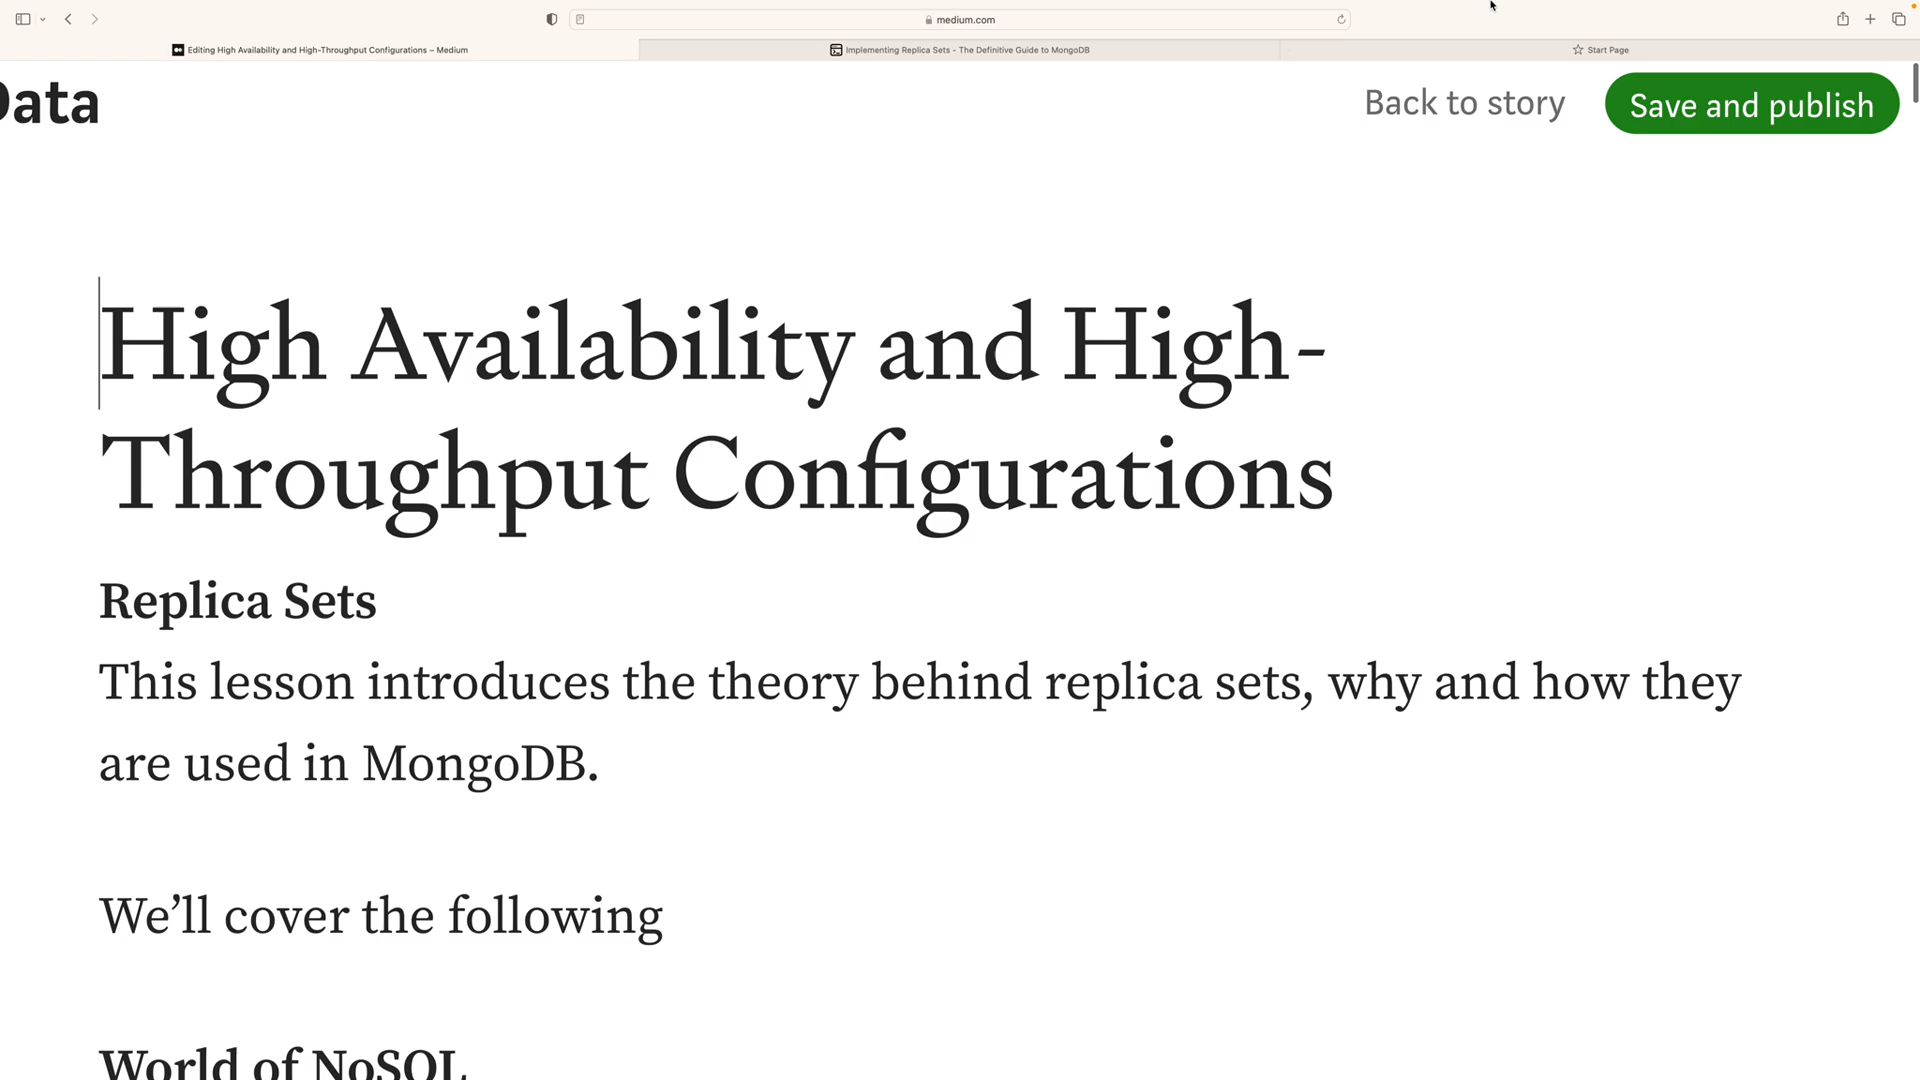 medium.com
Editing High Availability and High-Throughput Configurations – Medium
Implementing Replica Sets - The Definitive Guide to MongoDB
Start Page
Data
Back to story
Save and publish
High Availability and High-
Throughput Configurations
Replica Sets
This lesson introduces the theory behind replica sets, why and how they
are used in MongoDB.
We’ll cover the following
World of NoSQL